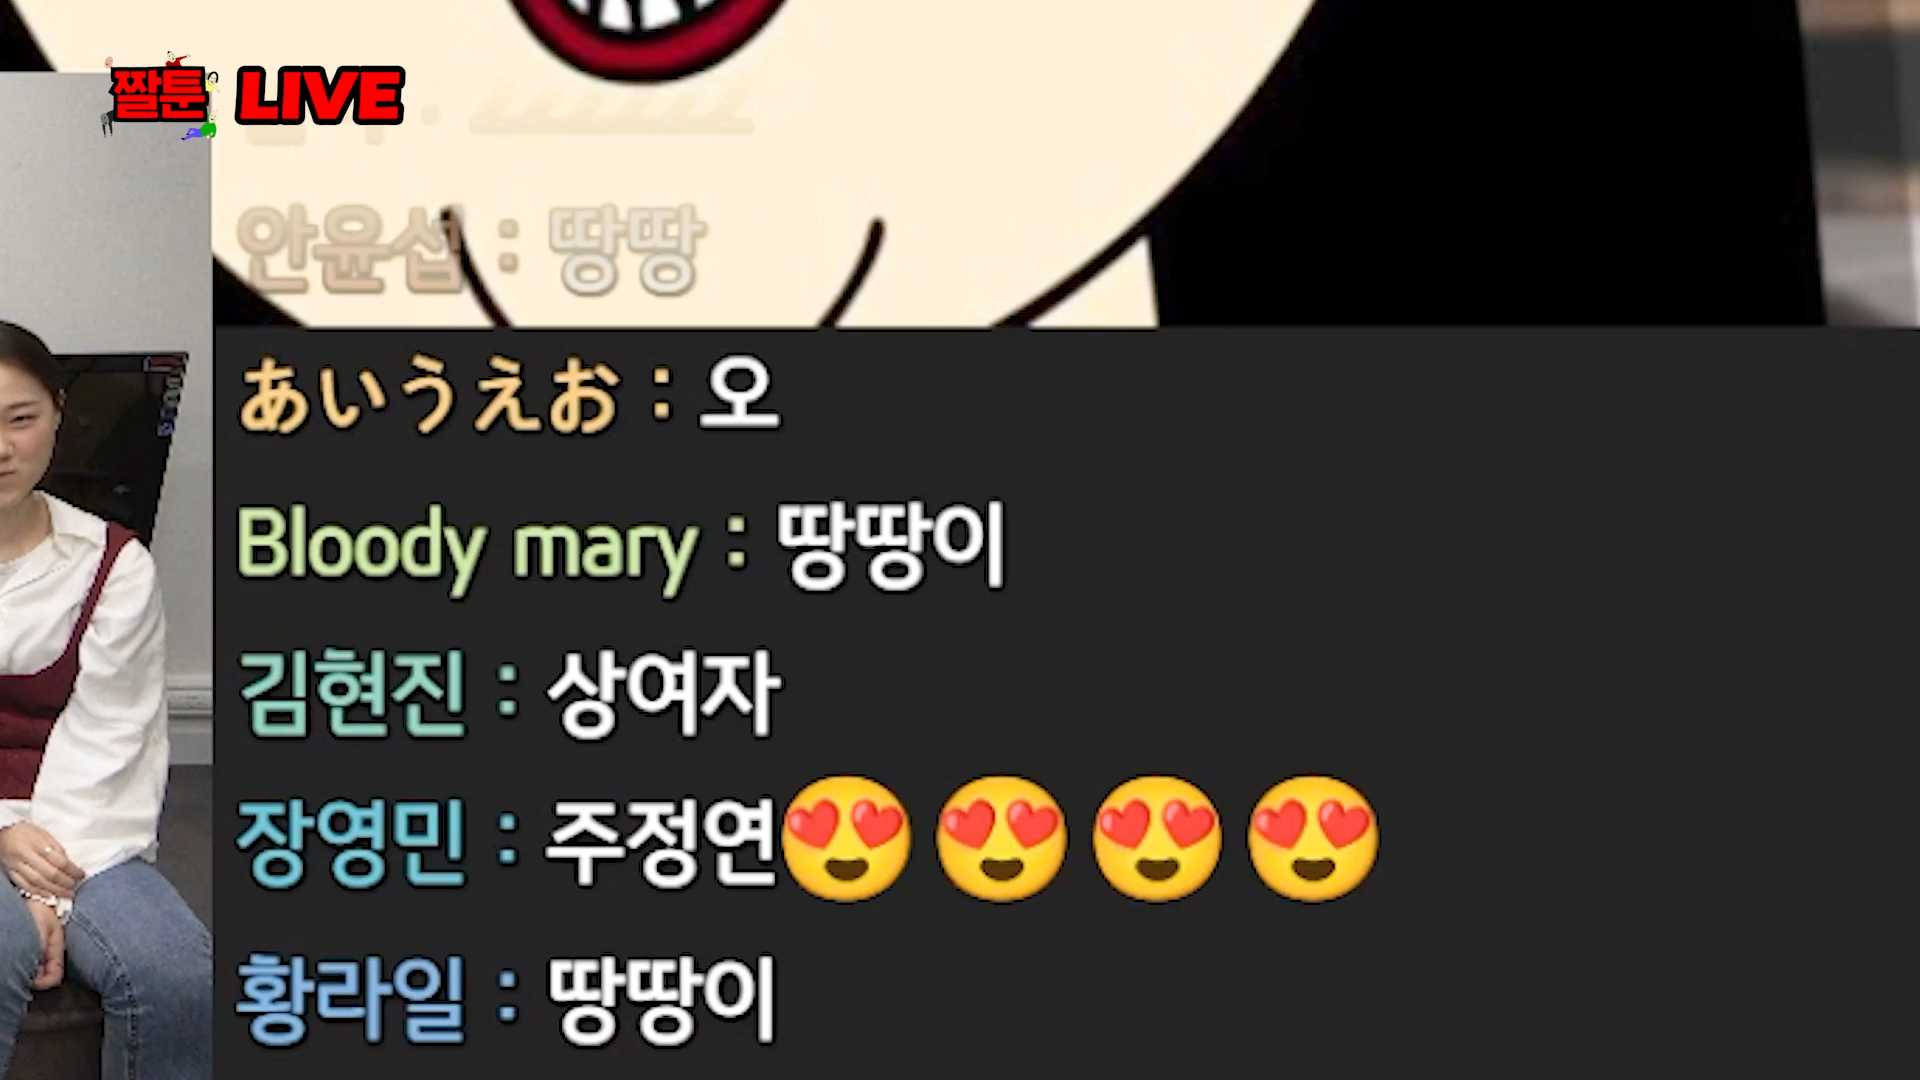 짤툰 LIVE
안윤섭 : 땅땅
あいうえお : 오
Bloody mary : 땅땅이
김현진 : 상여자
장영민 : 주정연😍😍😍😍
황라일 : 땅땅이